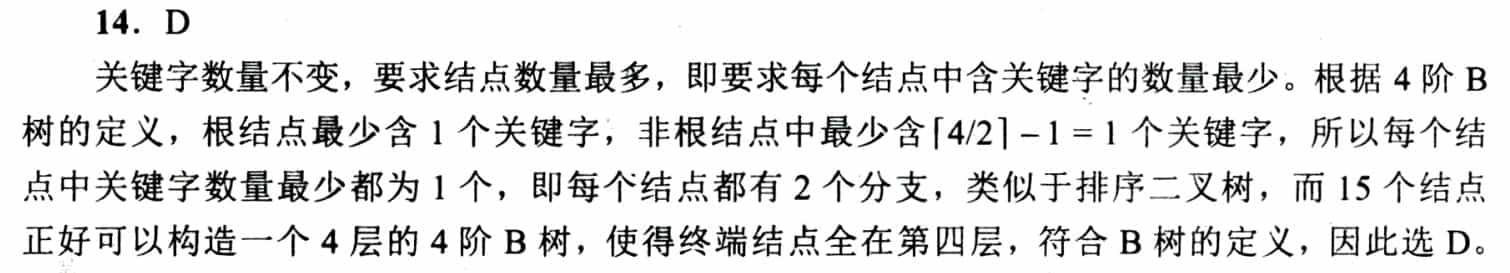 14. D
关键字数量不变，要求结点数量最多，即要求每个结点中含关键字的数量最少。根据 4 阶 B
树的定义，根结点最少含 1 个关键字，非根结点中最少含⌈4/2⌉－1 = 1 个关键字，所以每个结
点中关键字数量最少都为 1 个，即每个结点都有 2 个分支，类似于排序二叉树，而 15 个结点
正好可以构造一个 4 层的 4 阶 B 树，使得终端结点全在第四层，符合 B 树的定义，因此选 D。